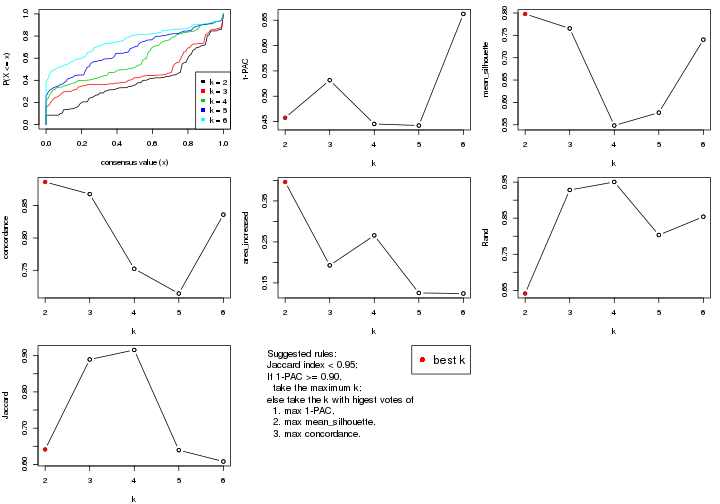 P(X <= x)
0.0 0.2 0.4 0.6 0.8 1.0
k = 2
k = 3
k = 4
k = 5
k = 6
0.0 0.2 0.4 0.6 0.8 1.0
consensus value (x)
1-PAC
0.45 0.50 0.55 0.60 0.65
2 3 4 5 6
k
mean_silhouette
0.55 0.60 0.65 0.70 0.75 0.80
2 3 4 5 6
k
concordance
0.75 0.80 0.85
2 3 4 5 6
k
area_increased
0.15 0.25 0.35
2 3 4 5 6
k
Rand
0.65 0.75 0.85 0.95
2 3 4 5 6
k
Jaccard
0.60 0.70 0.80 0.90
2 3 4 5 6
k
Suggested rules:
Jaccard index < 0.95;
If 1-PAC >= 0.90,
take the maximum k;
else take the k with higest votes of
1. max 1-PAC,
2. max mean_silhouette,
3. max concordance.
best k